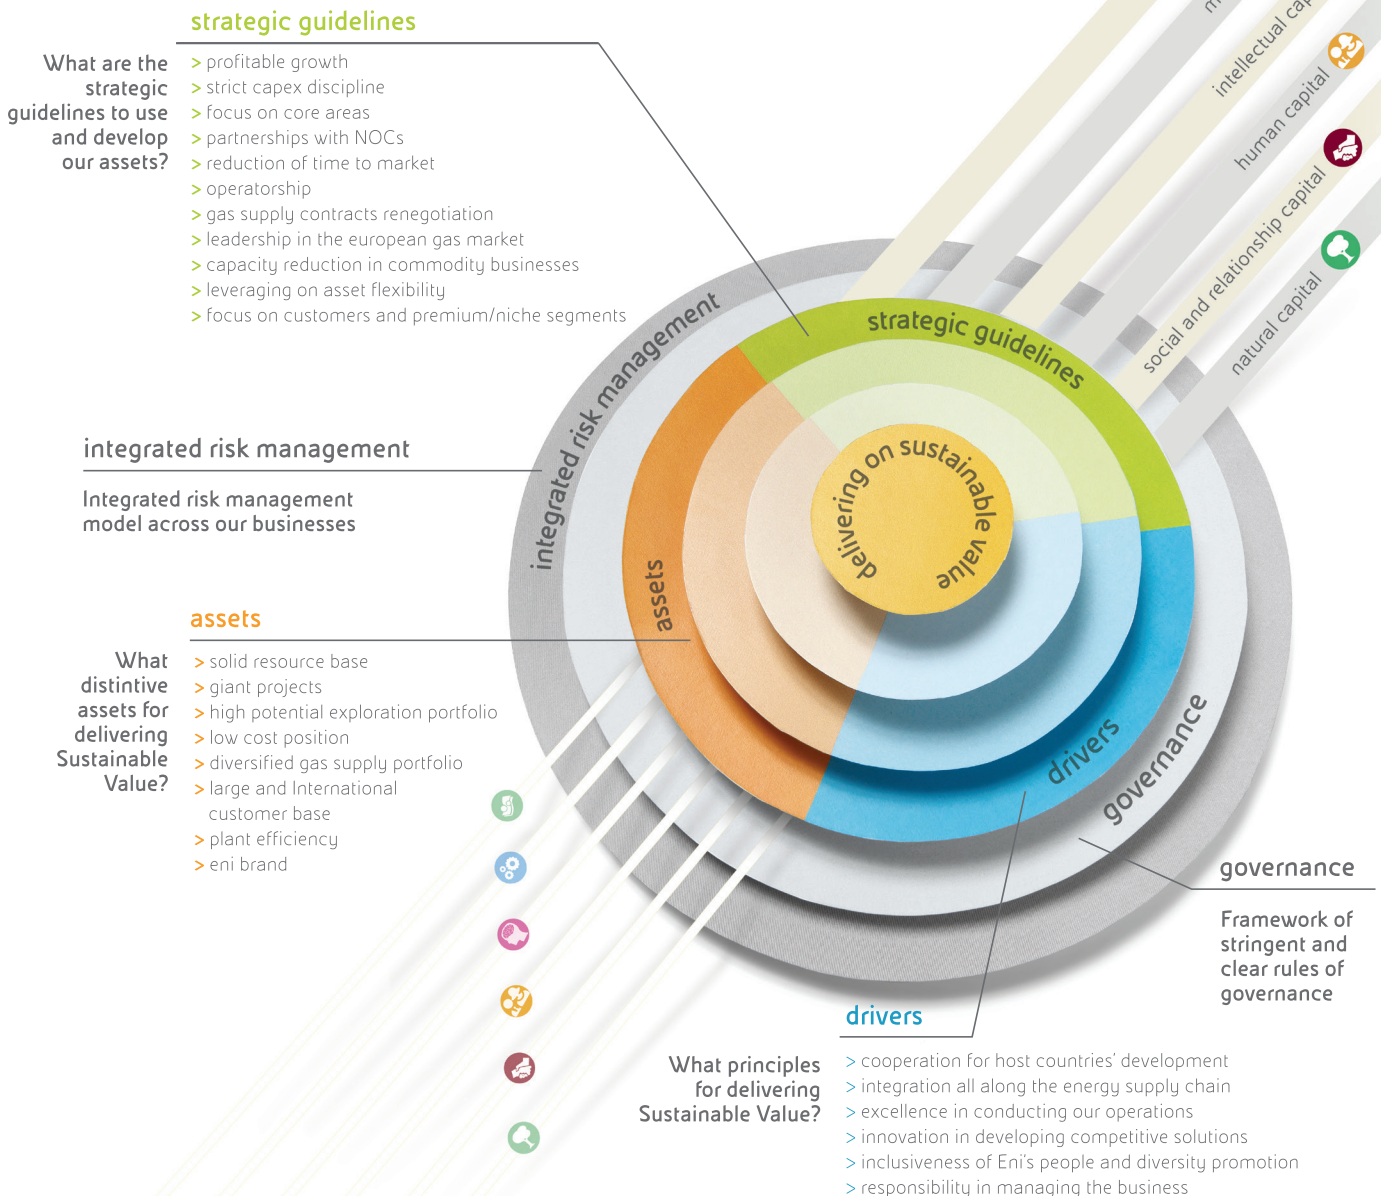 strategic guidelines
What are the
strategic
guidelines to use
and develop
our assets?
> profitable growth
> strict capex discipline
> focus on core areas
> partnerships with NOCs
> reduction of time to market
> operatorship
> gas supply contracts renegotiation
> leadership in the european gas market
> capacity reduction in commodity businesses
> leveraging on asset flexibility
> focus on customers and premium/niche segments
intellectual cap
human capital
social and relationship capital
natural capital
integrated risk management
strategic guidelines
delivering on sustainable value
assets
drivers
governance
integrated risk management
Integrated risk management
model across our businesses
assets
What
distintive
assets for
delivering
Sustainable
Value?
> solid resource base
> giant projects
> high potential exploration portfolio
> low cost position
> diversified gas supply portfolio
> large and International
customer base
> plant efficiency
> eni brand
governance
Framework of
stringent and
clear rules of
governance
drivers
What principles
for delivering
Sustainable Value?
> cooperation for host countries' development
> integration all along the energy supply chain
> excellence in conducting our operations
> innovation in developing competitive solutions
> inclusiveness of Eni's people and diversity promotion
> responsibility in managing the business